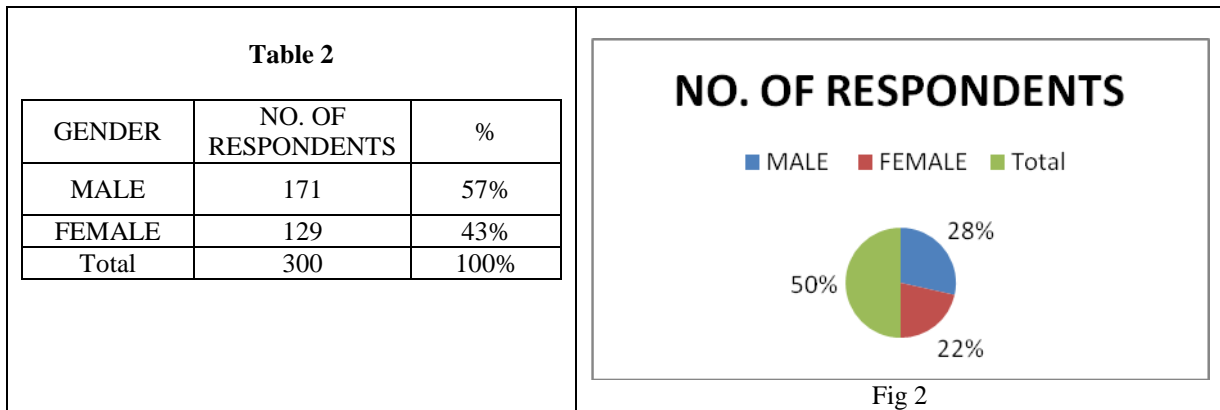 Table 2
GENDER NO. OF RESPONDENTS %
MALE 171 57%
FEMALE 129 43%
Total 300 100%
NO. OF RESPONDENTS
MALE FEMALE Total
28%
50%
22%
Fig 2